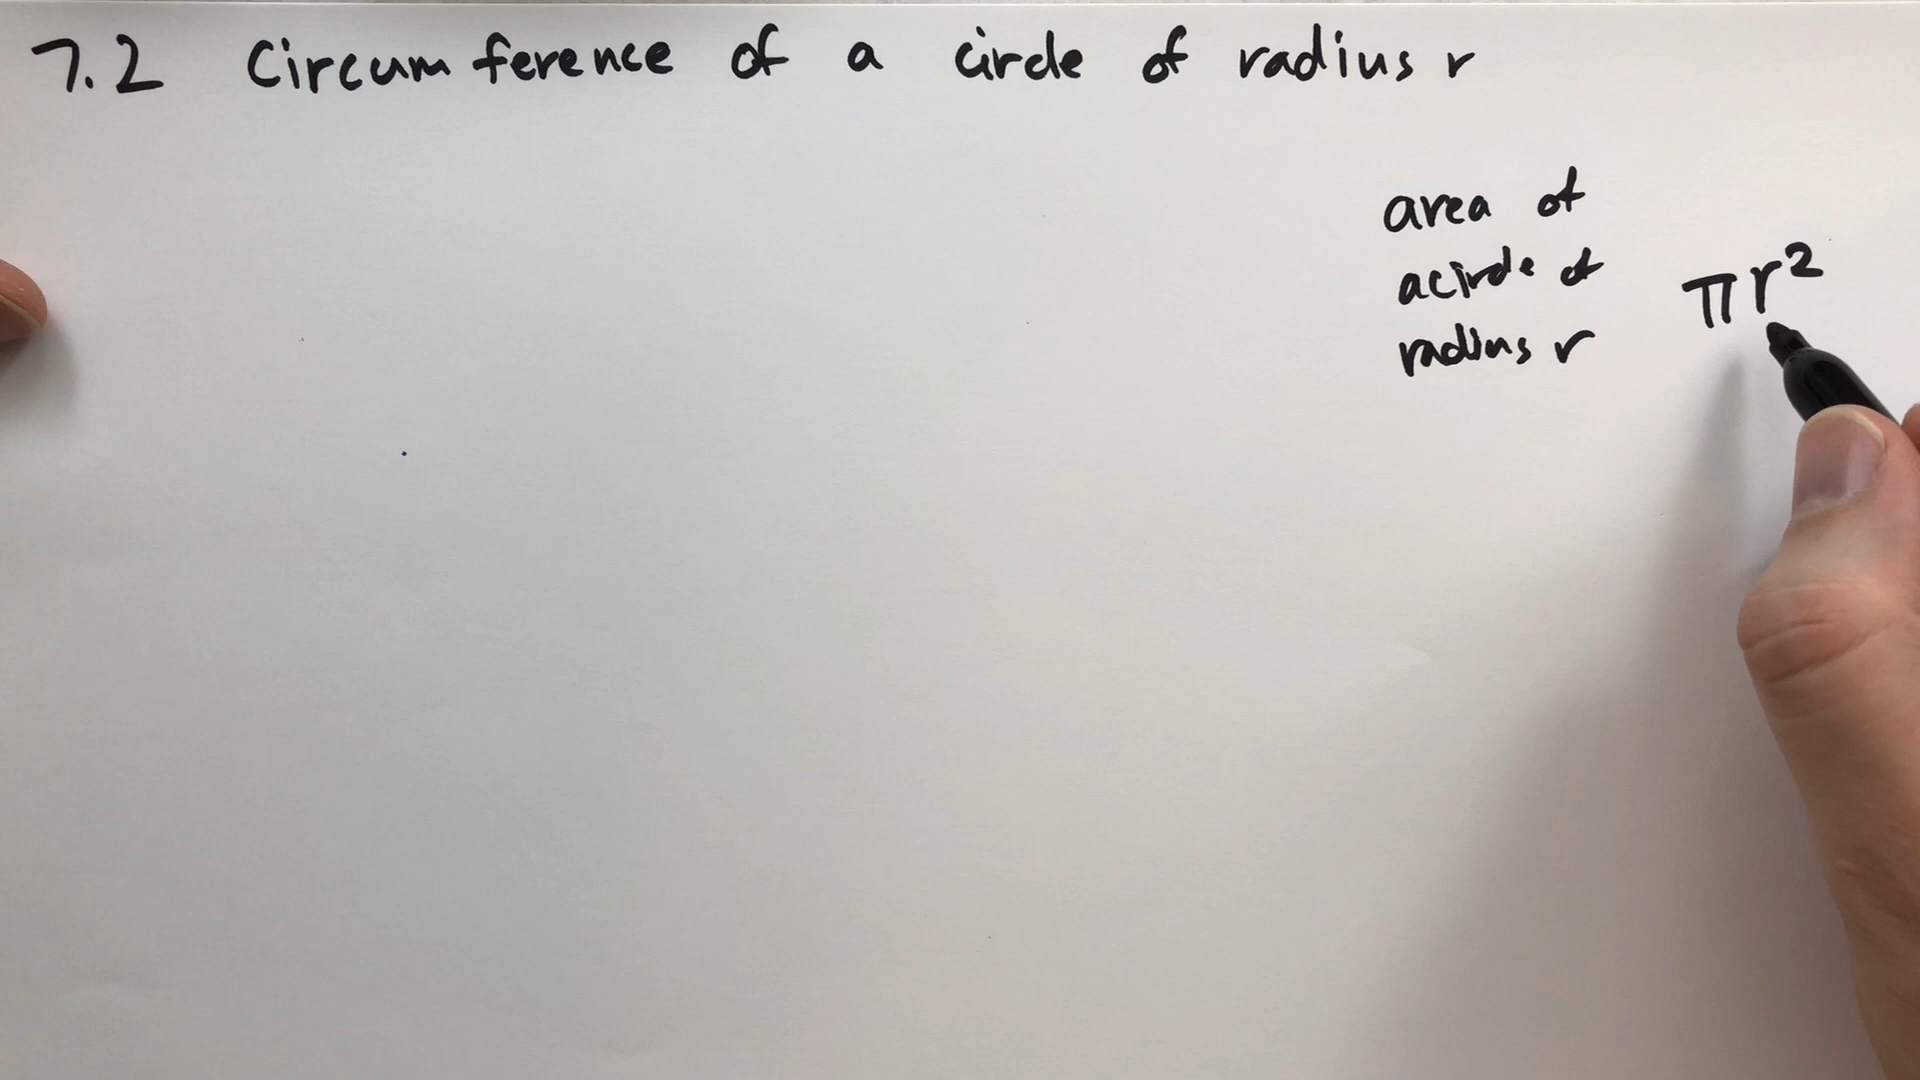 7.2 Circumference of a circle of radius r
area of
a circle of
radius r
πr²